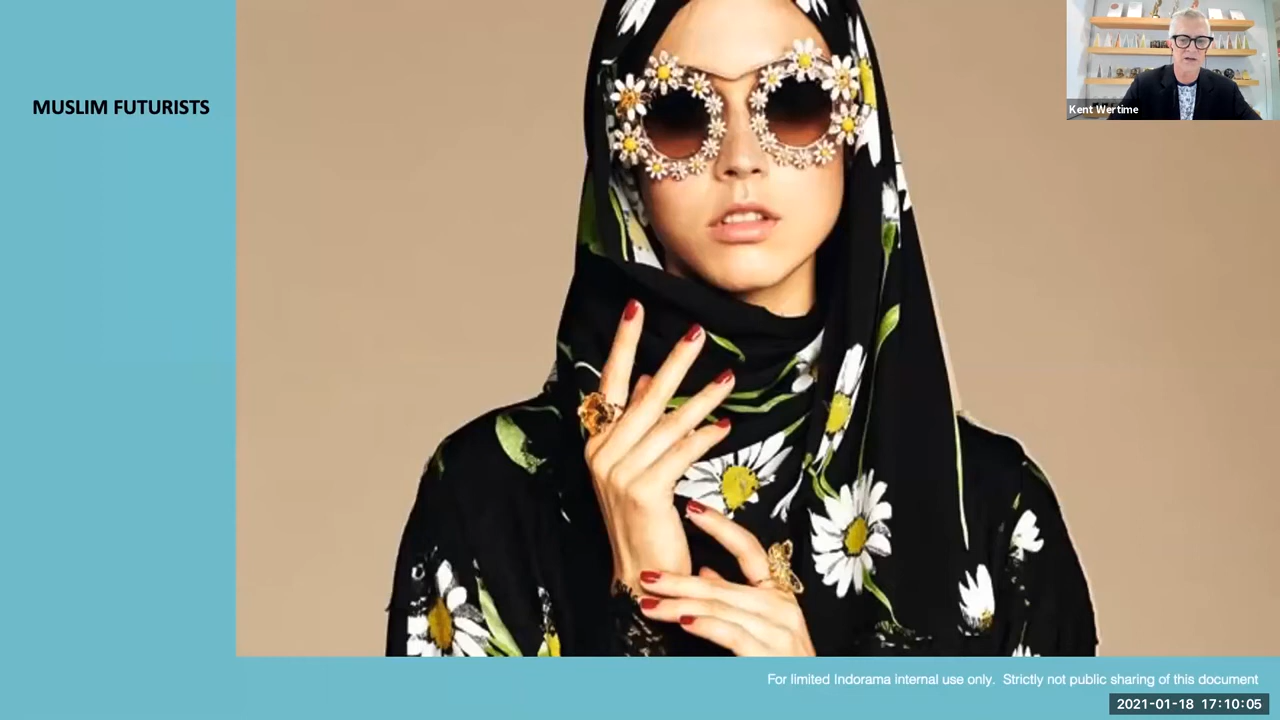 MUSLIM FUTURISTS
Kent Wertime
For limited Indorama internal use only.  Strictly not public sharing of this document
2021-01-18 17:10:05